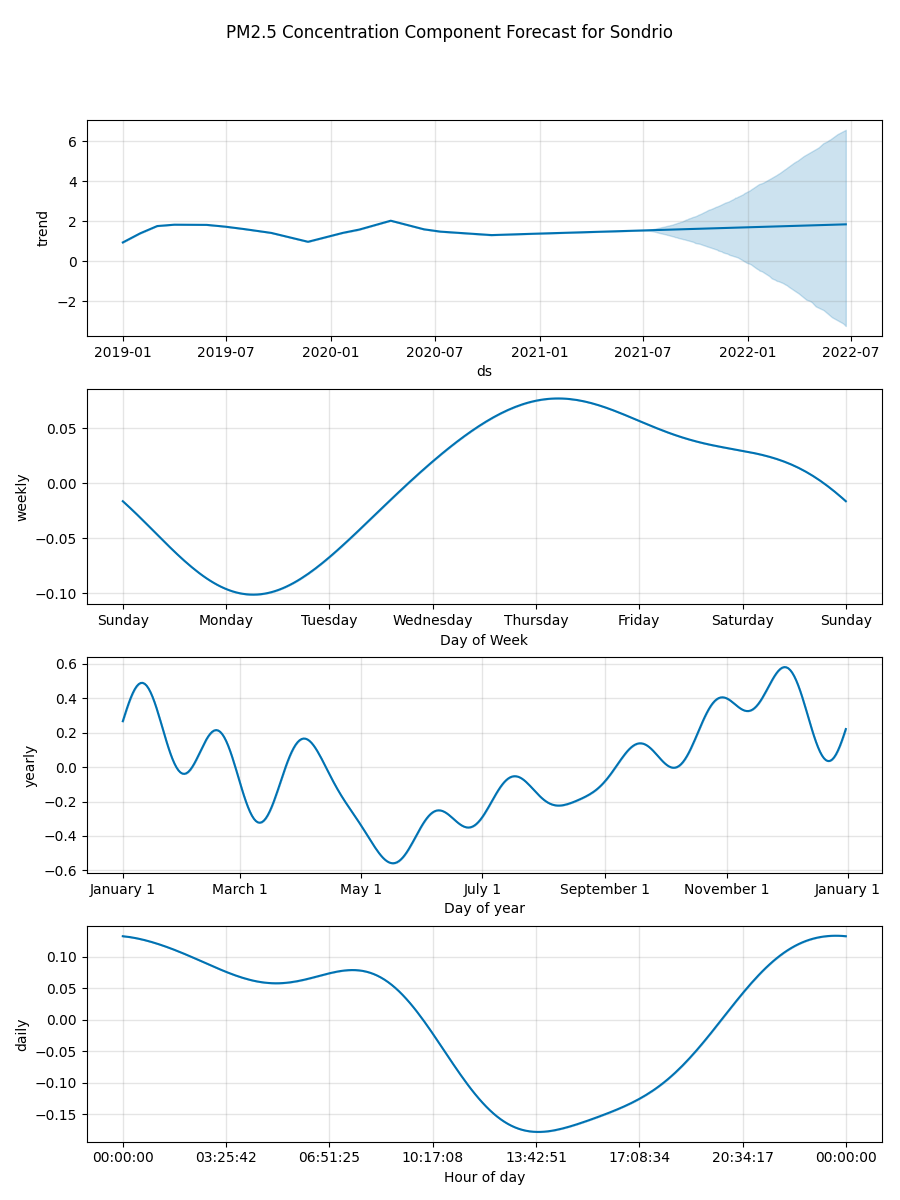 PM2.5 Concentration Component Forecast for Sondrio
6
4
2
0
−2
trend
2019-01 2019-07 2020-01 2020-07 2021-01 2021-07 2022-01 2022-07
ds
0.05
0.00
−0.05
−0.10
weekly
Sunday Monday Tuesday Wednesday Thursday Friday Saturday Sunday
Day of Week
0.6
0.4
0.2
0.0
−0.2
−0.4
−0.6
yearly
January 1 March 1 May 1 July 1 September 1 November 1 January 1
Day of year
0.10
0.05
0.00
−0.05
−0.10
−0.15
daily
00:00:00 03:25:42 06:51:25 10:17:08 13:42:51 17:08:34 20:34:17 00:00:00
Hour of day